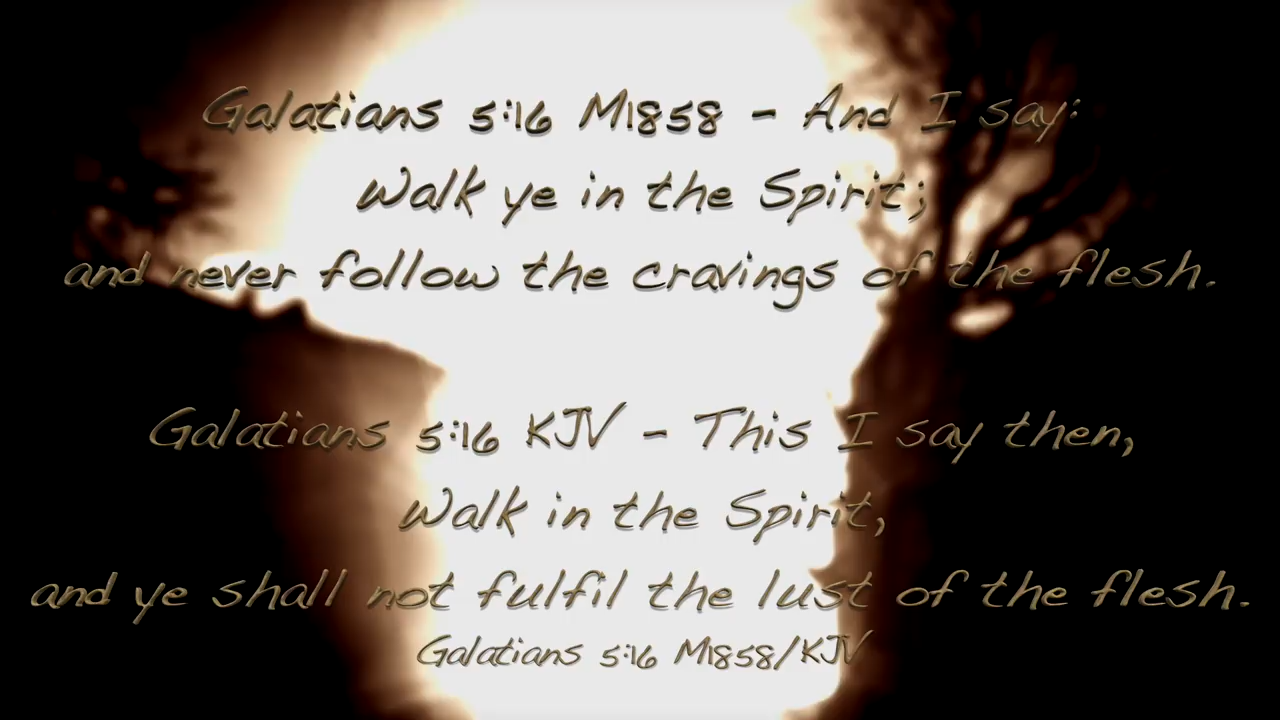 Galatians 5:16 M1858 - And I say:
Walk ye in the Spirit;
and never follow the cravings of the flesh.
Galatians 5:16 KJV - This I say then,
Walk in the Spirit,
and ye shall not fulfil the lust of the flesh.
Galatians 5:16 M1858/KJV